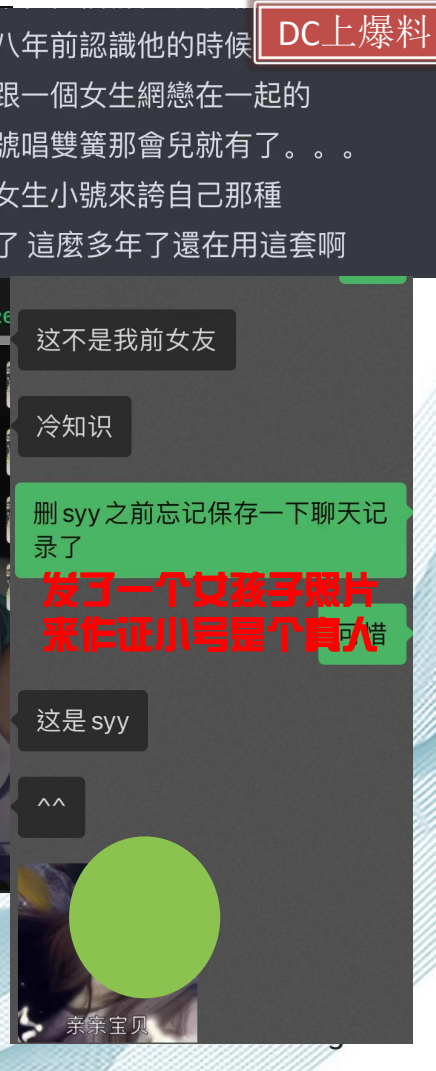 DC上爆料
八年前認識他的時候
跟一個女生網戀在一起的
號唱雙簧那會兒就有了。。。
女生小號來誇自己那種
了 這麼多年了還在用這套啊
这不是我前女友
冷知识
删 syy 之前忘记保存一下聊天记
录了
发了一个女孩子照片
来作证小号是个真人
可惜
这是 syy
^^
亲亲宝贝